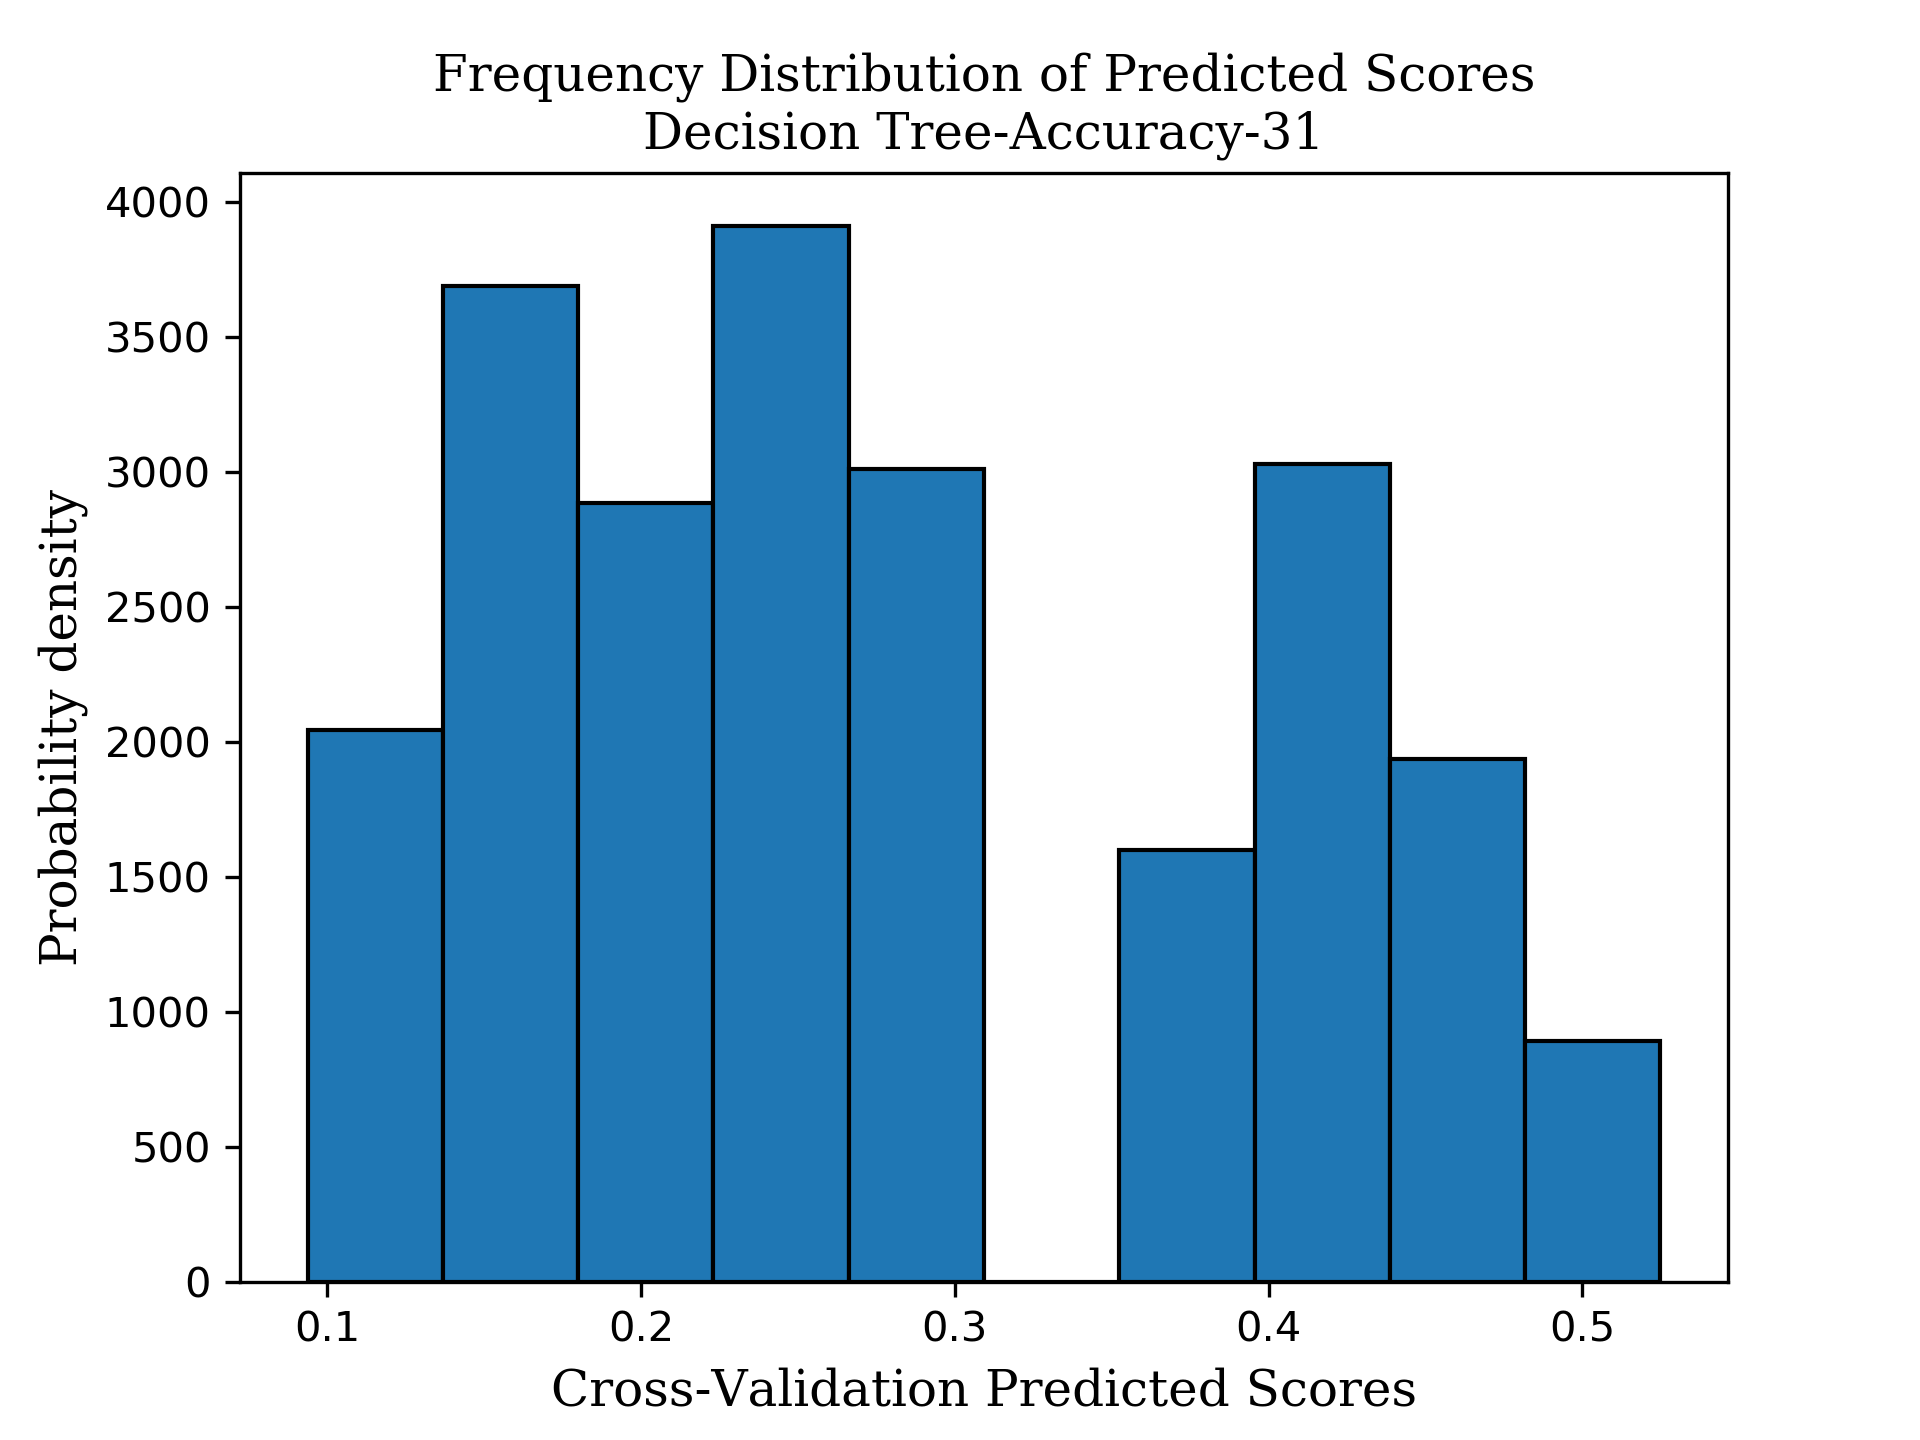 Frequency Distribution of Predicted Scores
Decision Tree-Accuracy-31
4000
3500
3000
2500
2000
1500
1000
500
0
Probability density
0.1 0.2 0.3 0.4 0.5
Cross-Validation Predicted Scores